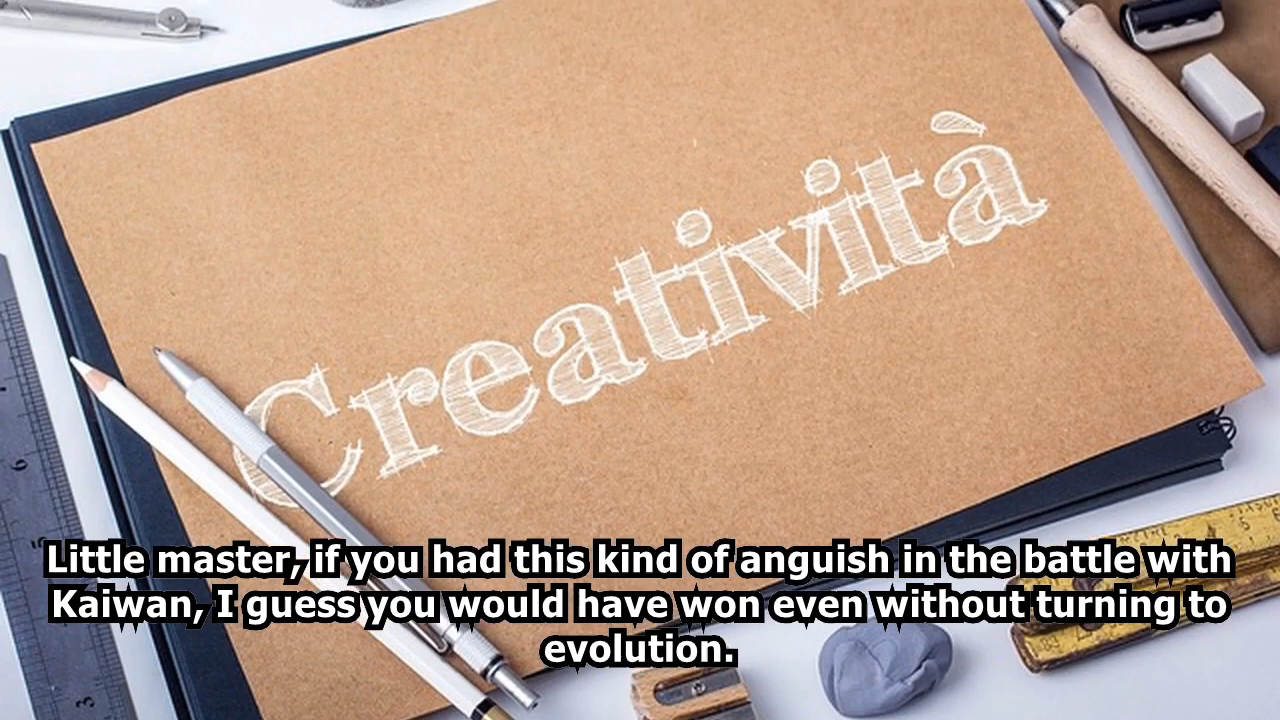 Creatività
Little master, if you had this kind of anguish in the battle with
Kaiwan, I guess you would have won even without turning to
evolution.